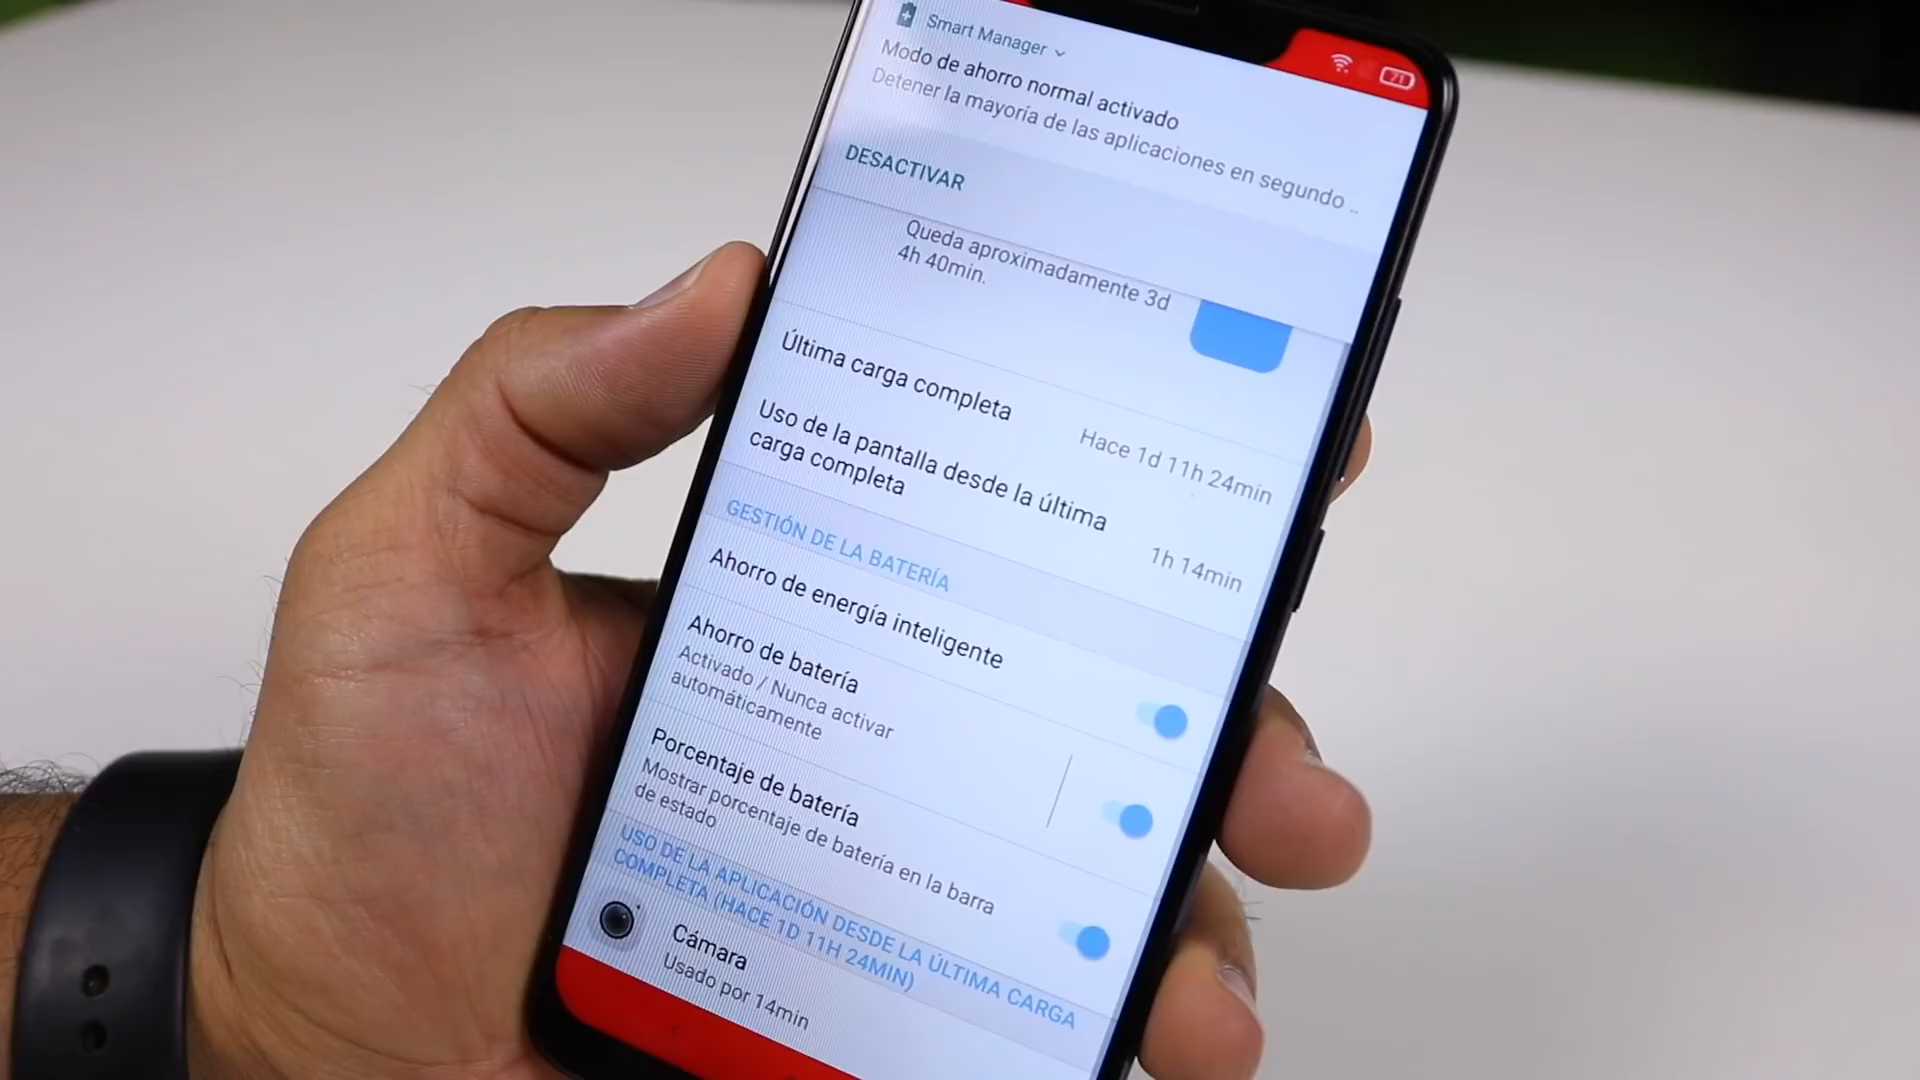 Smart Manager
71
Modo de ahorro normal activado
Detener la mayoría de las aplicaciones en segundo ..
DESACTIVAR
Queda aproximadamente 3d
4h 40min.
Última carga completa
Hace 1d 11h 24min
Uso de la pantalla desde la última
carga completa
1h 14min
GESTIÓN DE LA BATERÍA
Ahorro de energía inteligente
Ahorro de batería
Activado / Nunca activar
automáticamente
Porcentaje de batería
Mostrar porcentaje de batería en la barra
de estado
USO DE LA APLICACIÓN DESDE LA ÚLTIMA CARGA
COMPLETA (HACE 1D 11H 24MIN)
Cámara
Usado por 14min